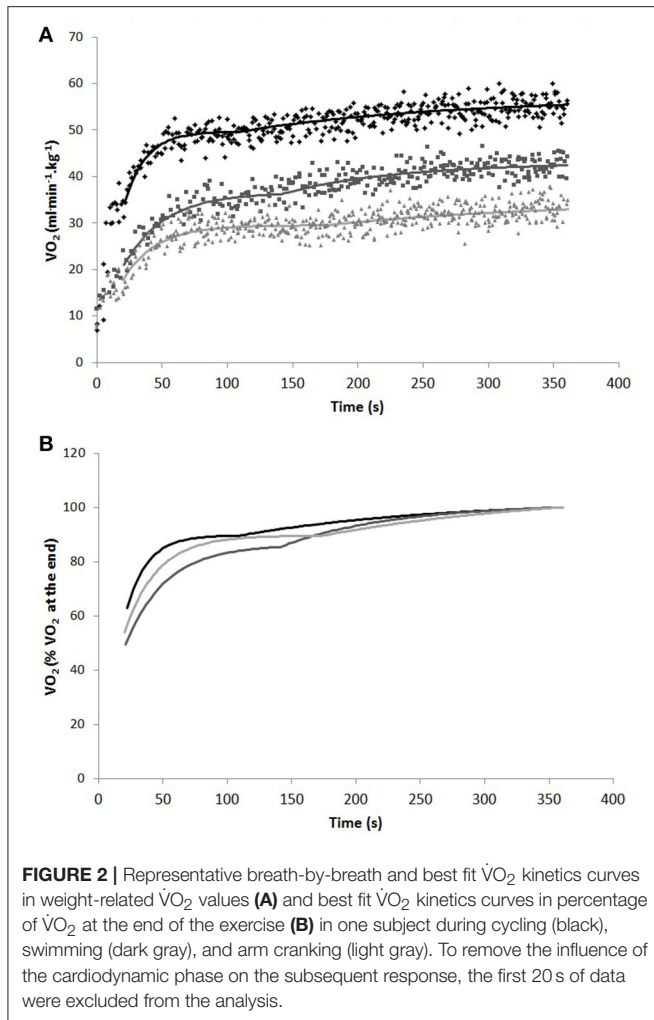 A
70
60
50
40
30
20
10
0
VO₂ (ml·min⁻¹·kg⁻¹)
0 50 100 150 200 250 300 350 400
Time (s)
B
120
100
80
60
40
20
0
VO₂ (% VO₂ at the end)
0 50 100 150 200 250 300 350 400
Time (s)
FIGURE 2 | Representative breath-by-breath and best fit V̇O₂ kinetics curves
in weight-related V̇O₂ values (A) and best fit V̇O₂ kinetics curves in percentage
of V̇O₂ at the end of the exercise (B) in one subject during cycling (black),
swimming (dark gray), and arm cranking (light gray). To remove the influence of
the cardiodynamic phase on the subsequent response, the first 20 s of data
were excluded from the analysis.